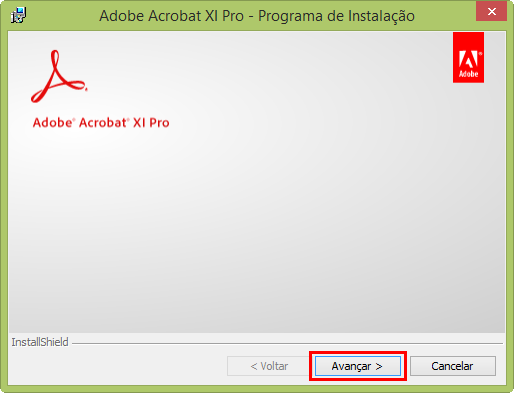 Adobe Acrobat XI Pro - Programa de Instalação
Adobe
Adobe® Acrobat® XI Pro
InstallShield
< Voltar
Avançar >
Cancelar